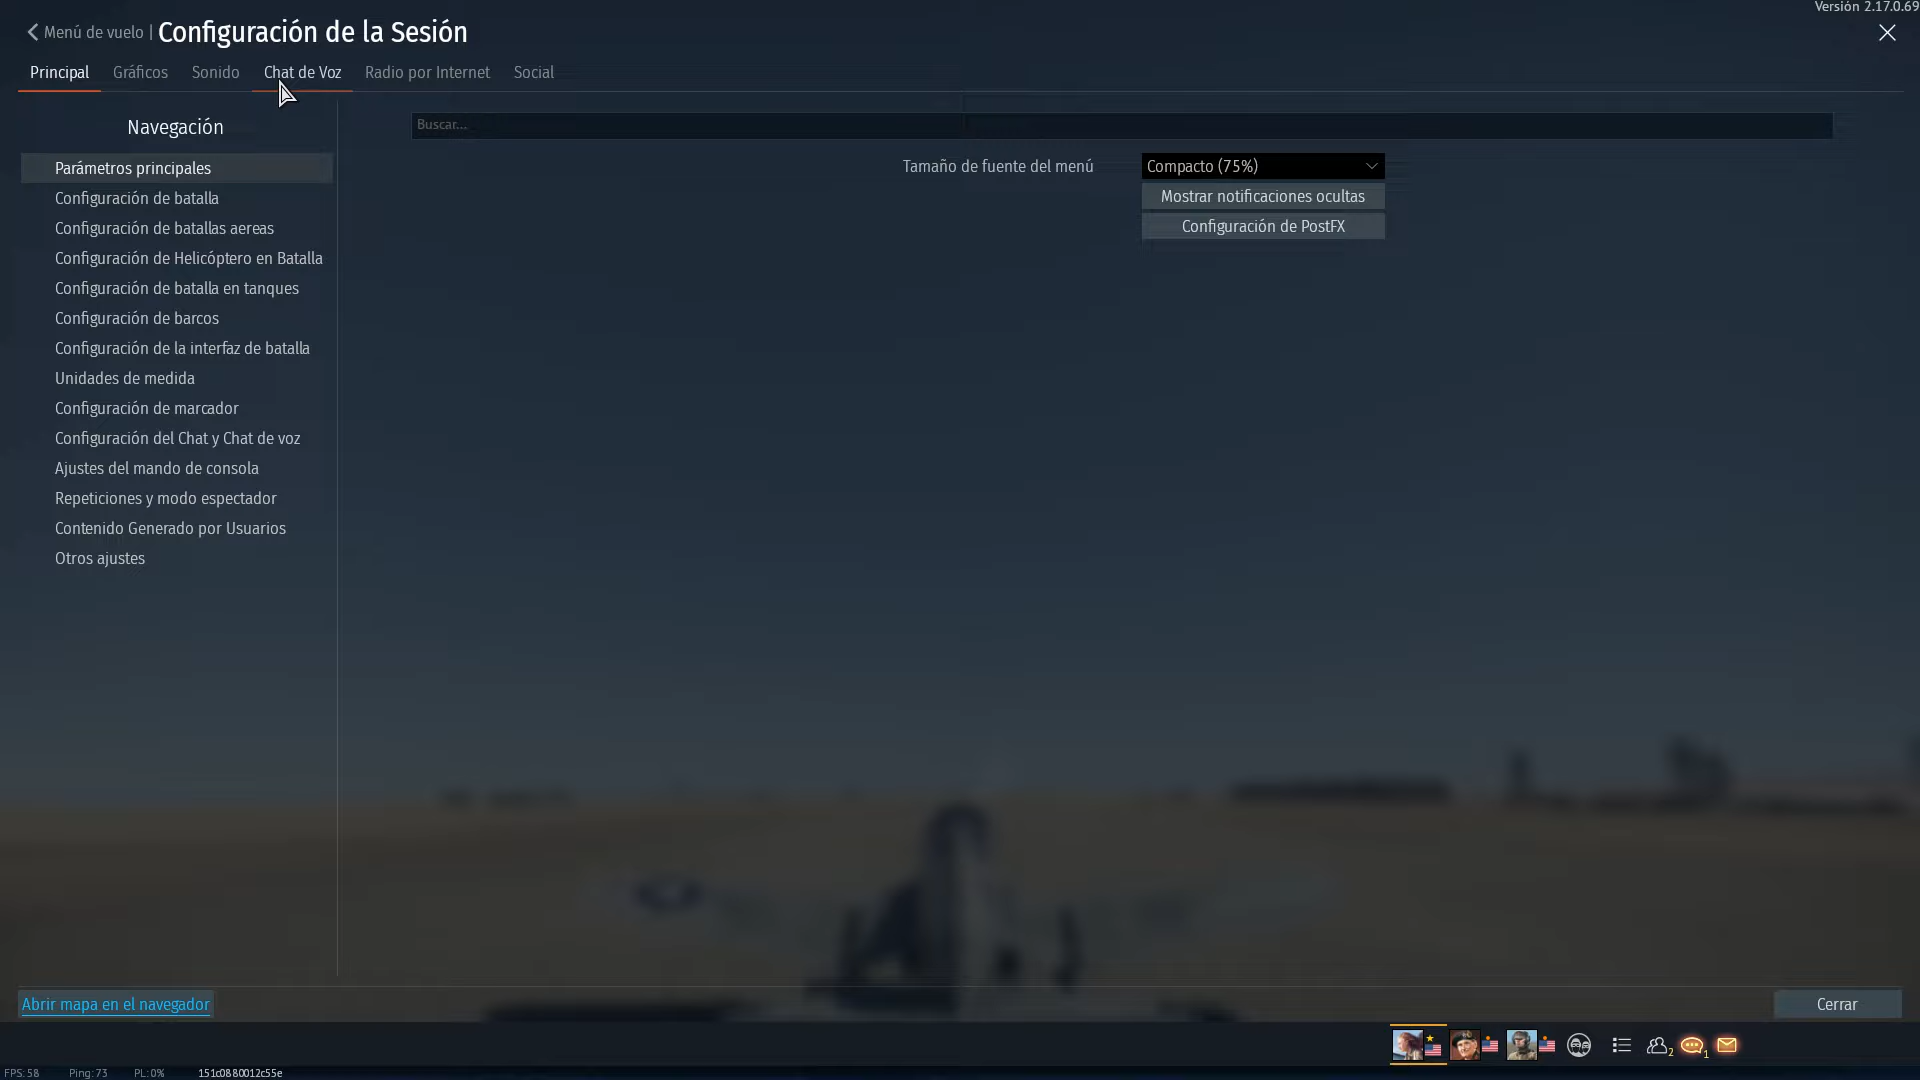 Versión 2.17.0.69
Menú de vuelo | Configuración de la Sesión
Principal Gráficos Sonido Chat de Voz Radio por Internet Social
Navegación
Buscar...
Parámetros principales
Tamaño de fuente del menú Compacto (75%)
Configuración de batalla
Mostrar notificaciones ocultas
Configuración de batallas aereas
Configuración de PostFX
Configuración de Helicóptero en Batalla
Configuración de batalla en tanques
Configuración de barcos
Configuración de la interfaz de batalla
Unidades de medida
Configuración de marcador
Configuración del Chat y Chat de voz
Ajustes del mando de consola
Repeticiones y modo espectador
Contenido Generado por Usuarios
Otros ajustes
Abrir mapa en el navegador
Cerrar
2 1
FPS: 58 Ping: 73 PL: 0% 151c0880012c55e